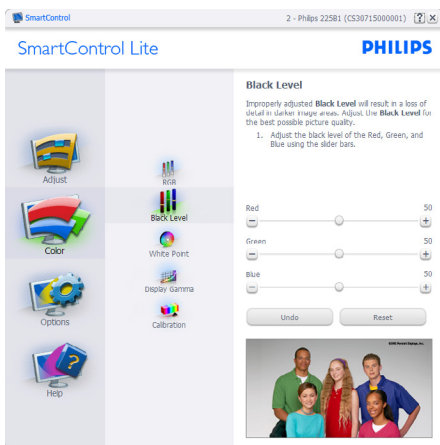 SmartControl
2 - Philips 225B1 (CS30715000001)
SmartControl Lite
PHILIPS
Adjust
Color
Options
Help
RGB
Black Level
White Point
Display Gamma
Calibration
Black Level
Improperly adjusted Black Level will result in a loss of
detail in darker image areas. Adjust the Black Level for
the best possible picture quality.
1. Adjust the black level of the Red, Green, and
Blue using the slider bars.
Red 50
Green 50
Blue 50
Undo Reset